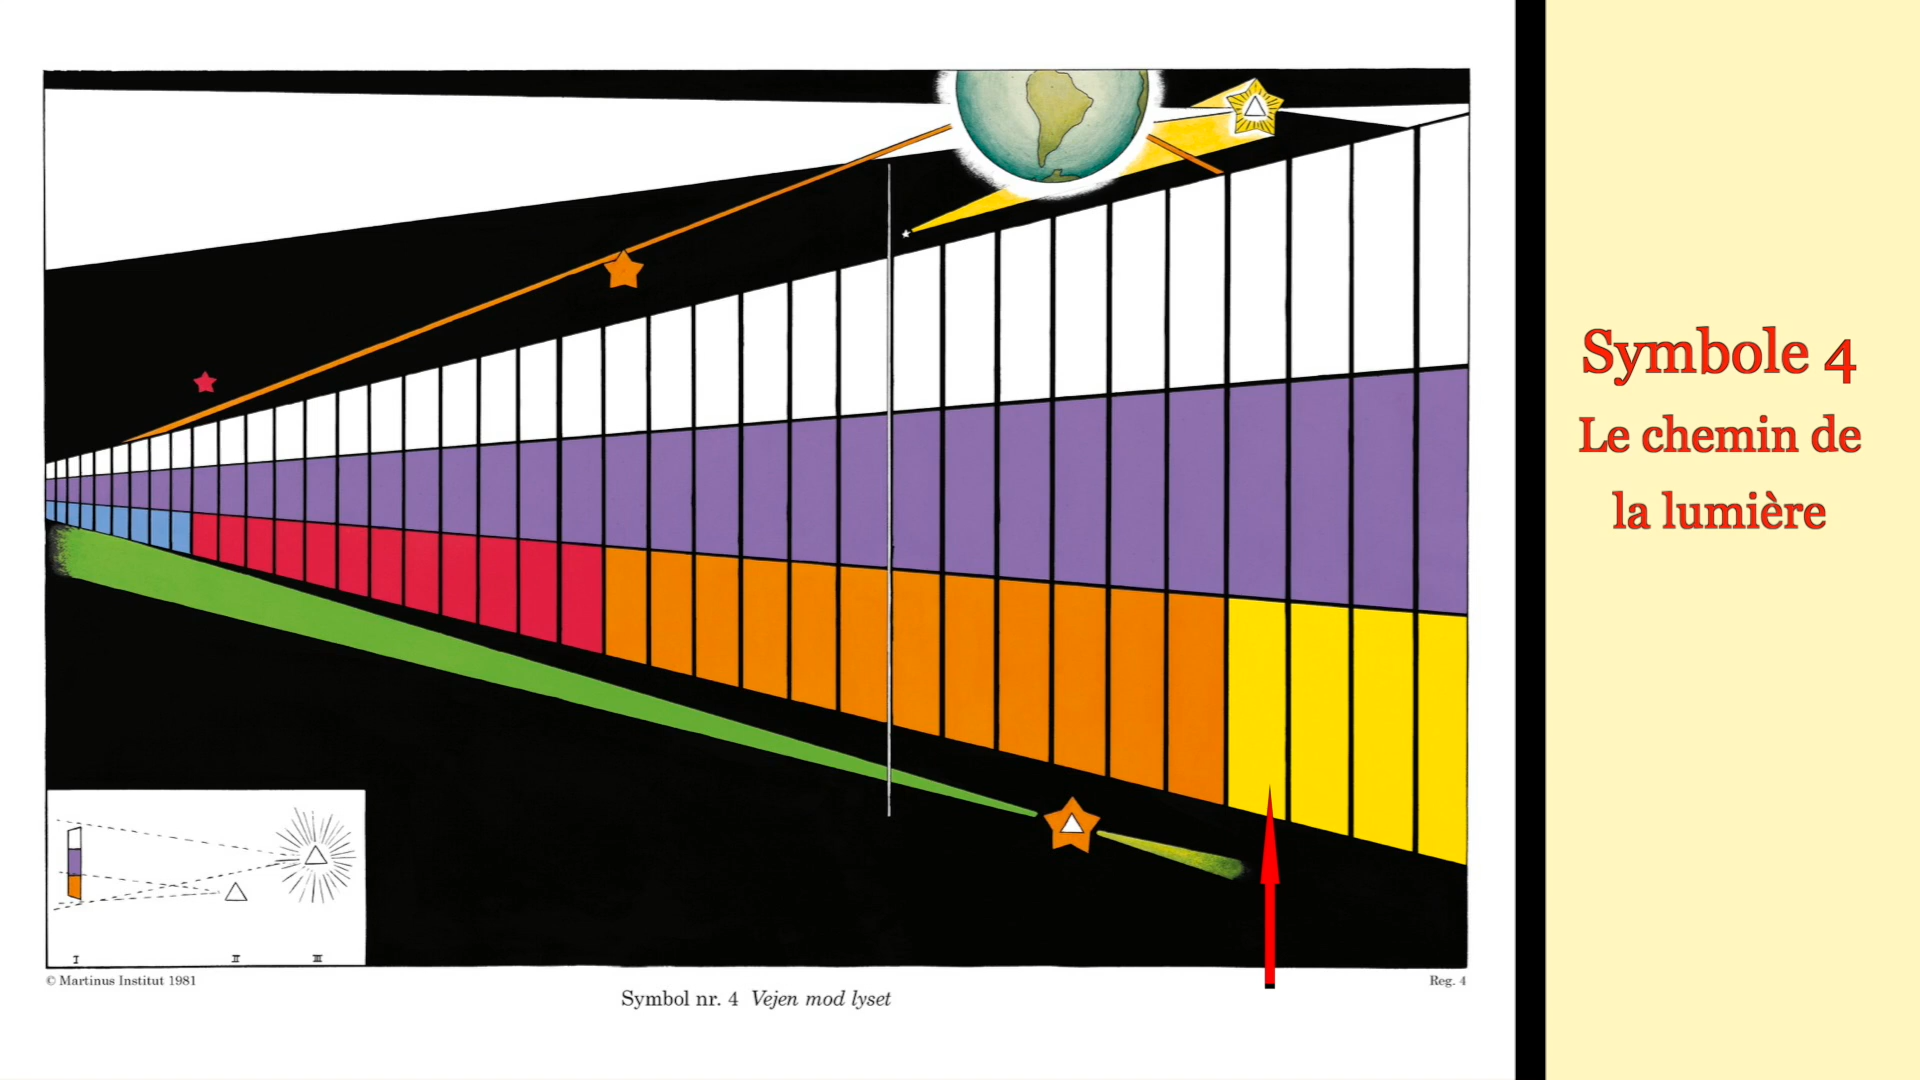 Symbole 4
Le chemin de
la lumière
I II III
© Martinus Institut 1981
Reg. 4
Symbol nr. 4 Vejen mod lyset